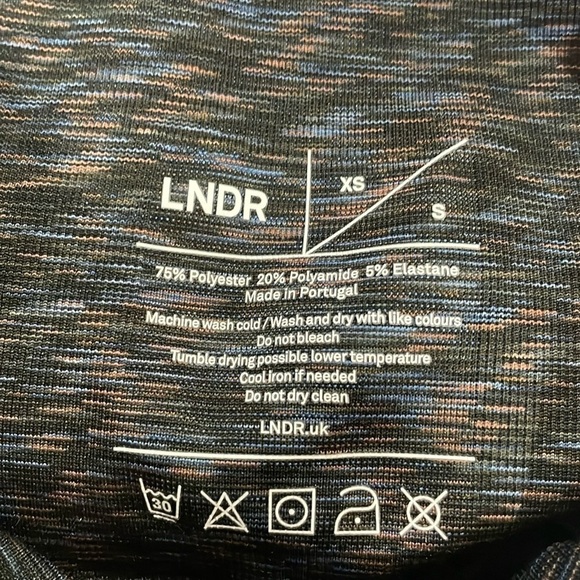 LNDR
XS
S
75% Polyester 20% Polyamide 5% Elastane
Made in Portugal
Machine wash cold / Wash and dry with like colours
Do not bleach
Tumble drying possible lower temperature
Cool iron if needed
Do not dry clean
LNDR.uk
30